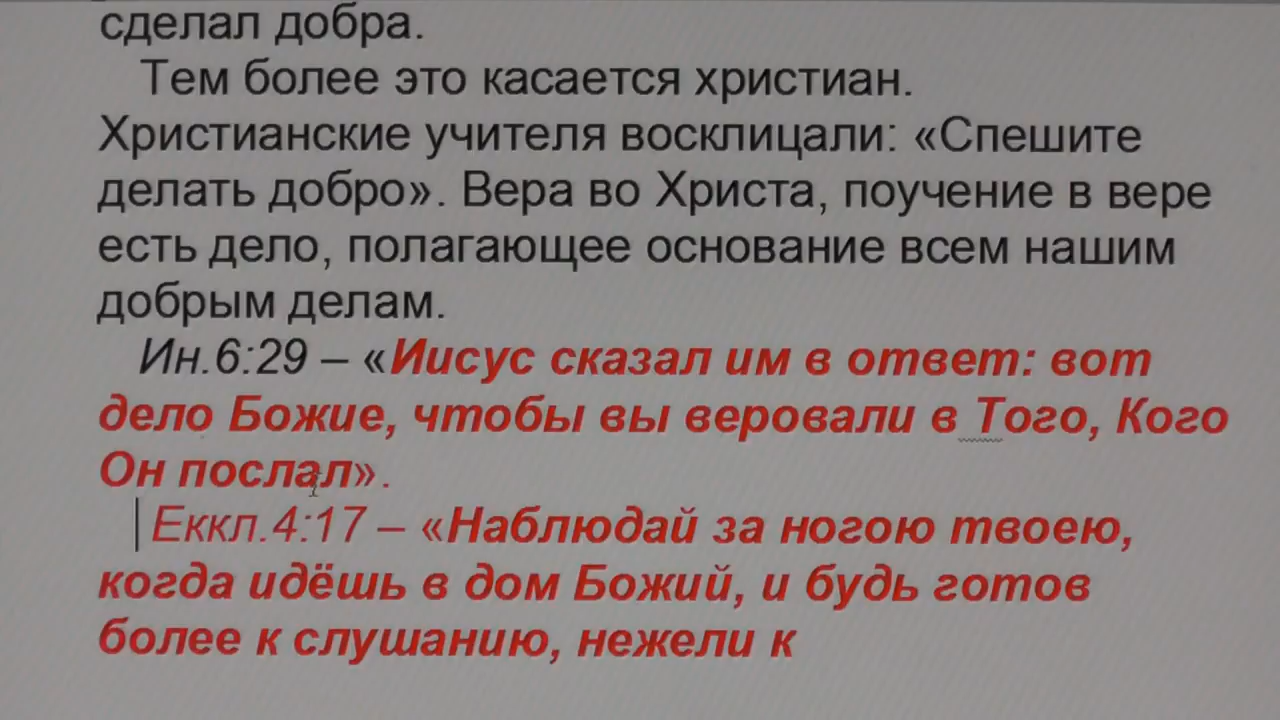 сделал добра.
Тем более это касается христиан.
Христианские учителя восклицали: «Спешите
делать добро». Вера во Христа, поучение в вере
есть дело, полагающее основание всем нашим
добрым делам.
Ин.6:29 – «Иисус сказал им в ответ: вот
дело Божие, чтобы вы веровали в Того, Кого
Он послал».
Еккл.4:17 – «Наблюдай за ногою твоею,
когда идёшь в дом Божий, и будь готов
более к слушанию, нежели к